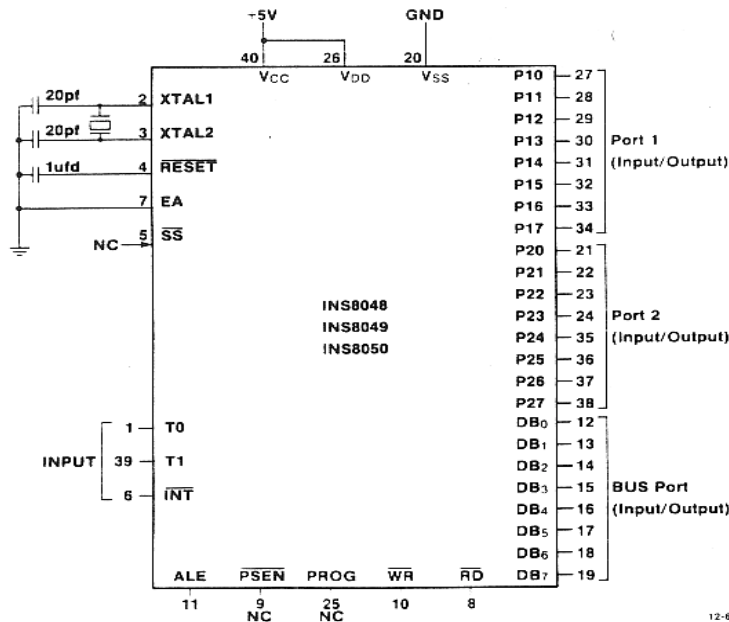 +5V GND
40 26 20
VCC VDD VSS
20pf 2 XTAL1
20pf 3 XTAL2
1ufd 4 RESET
7 EA
NC 5 SS
INS8048
INS8049
INS8050
INPUT
1 T0
39 T1
6 INT
P10 27
P11 28
P12 29
P13 30
P14 31
P15 32
P16 33
P17 34
Port 1
(Input/Output)
P20 21
P21 22
P22 23
P23 24
P24 35
P25 36
P26 37
P27 38
Port 2
(Input/Output)
DB0 12
DB1 13
DB2 14
DB3 15
DB4 16
DB5 17
DB6 18
DB7 19
BUS Port
(Input/Output)
ALE PSEN PROG WR RD
11 9 25 10 8
NC NC